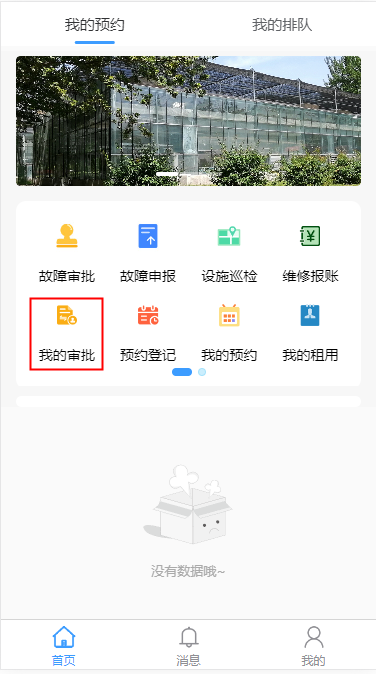 我的预约 我的排队
故障审批 故障申报 设施巡检 维修报账
我的审批 预约登记 我的预约 我的租用
没有数据哦~
首页 消息 我的